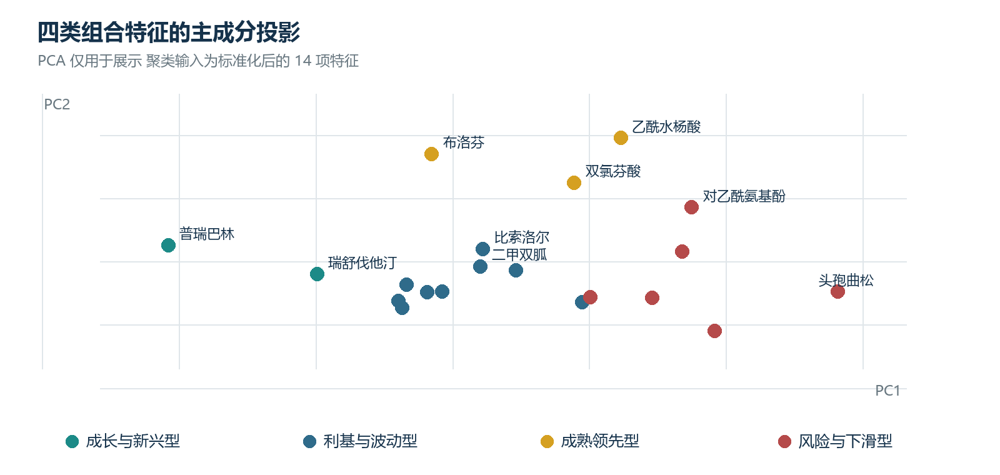 四类组合特征的主成分投影
PCA 仅用于展示 聚类输入为标准化后的 14 项特征
PC2
乙酰水杨酸
布洛芬
双氯芬酸
对乙酰氨基酚
普瑞巴林
比索洛尔
二甲双胍
瑞舒伐他汀
头孢曲松
PC1
成长与新兴型
利基与波动型
成熟领先型
风险与下滑型